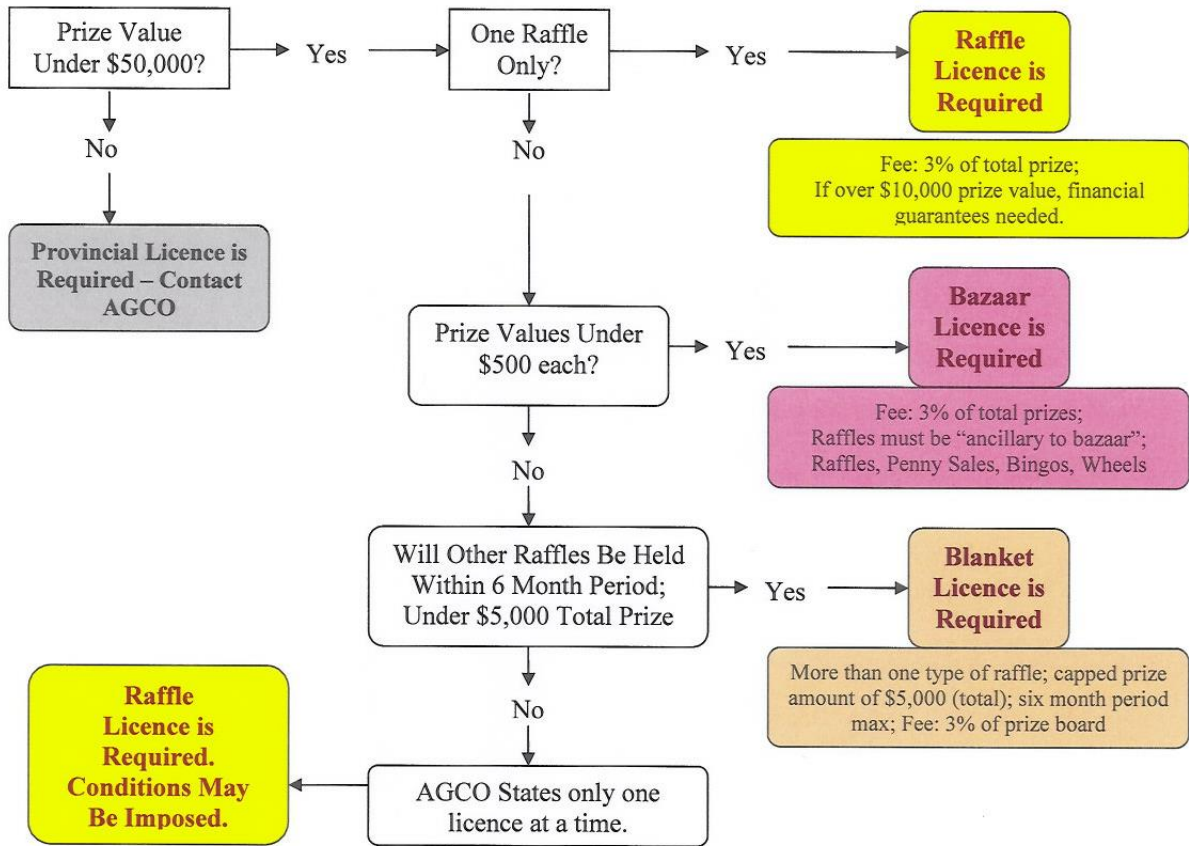 Prize Value
Under $50,000?
Yes
One Raffle
Only?
Yes
Raffle
Licence is
Required
Fee: 3% of total prize;
If over $10,000 prize value, financial
guarantees needed.
No
No
Provincial Licence is
Required – Contact
AGCO
Prize Values Under
$500 each?
Yes
Bazaar
Licence is
Required
Fee: 3% of total prizes;
Raffles must be “ancillary to bazaar”;
Raffles, Penny Sales, Bingos, Wheels
No
Will Other Raffles Be Held
Within 6 Month Period;
Under $5,000 Total Prize
Yes
Blanket
Licence is
Required
More than one type of raffle; capped prize
amount of $5,000 (total); six month period
max; Fee: 3% of prize board
No
AGCO States only one
licence at a time.
Raffle
Licence is
Required.
Conditions May
Be Imposed.